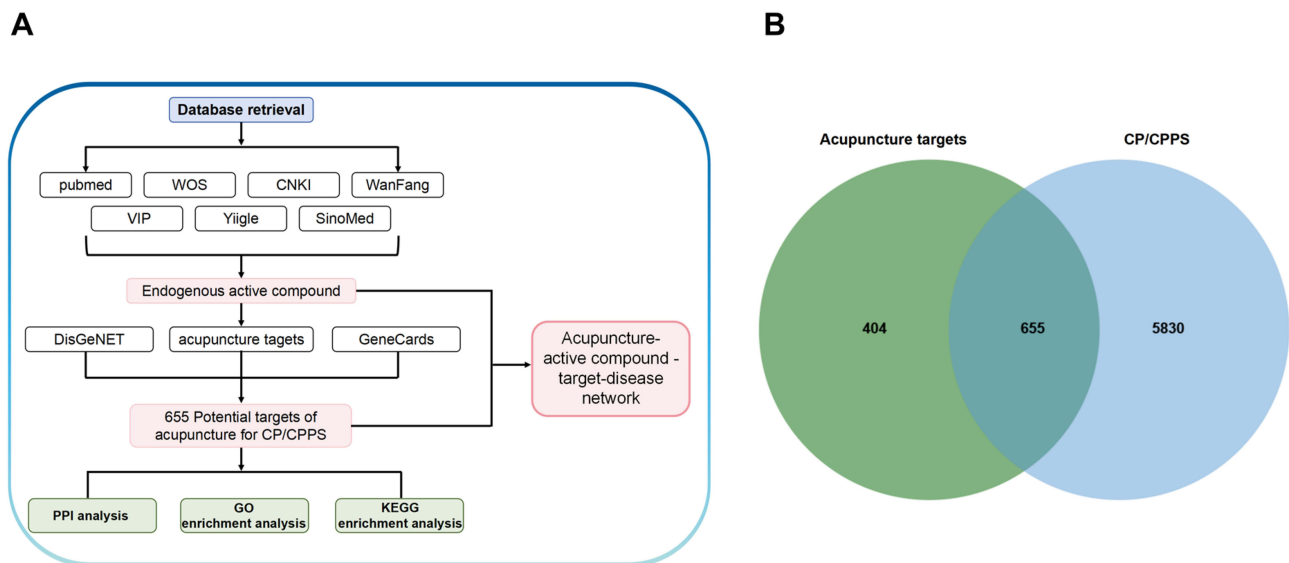 A
Database retrieval
pubmed
WOS
CNKI
WanFang
VIP
Yiigle
SinoMed
Endogenous active compound
DisGeNET
acupuncture tagets
GeneCards
655 Potential targets of
acupuncture for CP/CPPS
Acupuncture-
active compound -
target-disease
network
PPI analysis
GO
enrichment analysis
KEGG
enrichment analysis
B
Acupuncture targets
CP/CPPS
404
655
5830